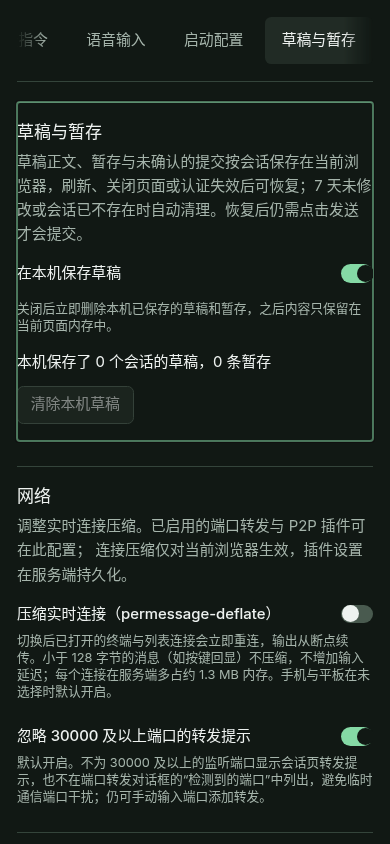 指令
语音输入
启动配置
草稿与暂存
草稿与暂存
草稿正文、暂存与未确认的提交按会话保存在当前浏
览器，刷新、关闭页面或认证失效后可恢复；7 天未修
改或会话已不存在时自动清理。恢复后仍需点击发送
才会提交。
在本机保存草稿
关闭后立即删除本机已保存的草稿和暂存，之后内容只保留在
当前页面内存中。
本机保存了 0 个会话的草稿，0 条暂存
清除本机草稿
网络
调整实时连接压缩。已启用的端口转发与 P2P 插件可
在此配置； 连接压缩仅对当前浏览器生效，插件设置
在服务端持久化。
压缩实时连接（permessage-deflate）
切换后已打开的终端与列表连接会立即重连，输出从断点续
传。小于 128 字节的消息（如按键回显）不压缩，不增加输入
延迟；每个连接在服务端多占约 1.3 MB 内存。手机与平板在未
选择时默认开启。
忽略 30000 及以上端口的转发提示
默认开启。不为 30000 及以上的监听端口显示会话页转发提
示，也不在端口转发对话框的“检测到的端口”中列出，避免临时
通信端口干扰；仍可手动输入端口添加转发。